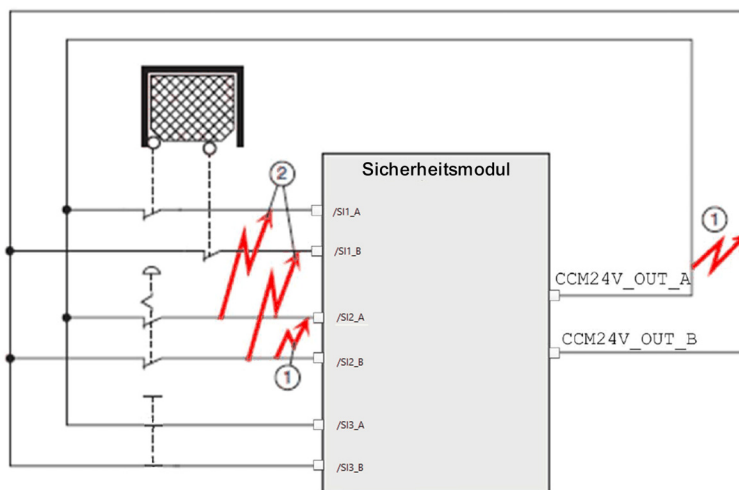 Sicherheitsmodul
2
/SI1_A
1
/SI1_B
CCM24V_OUT_A
/SI2_A
CCM24V_OUT_B
/SI2_B
1
/SI3_A
/SI3_B